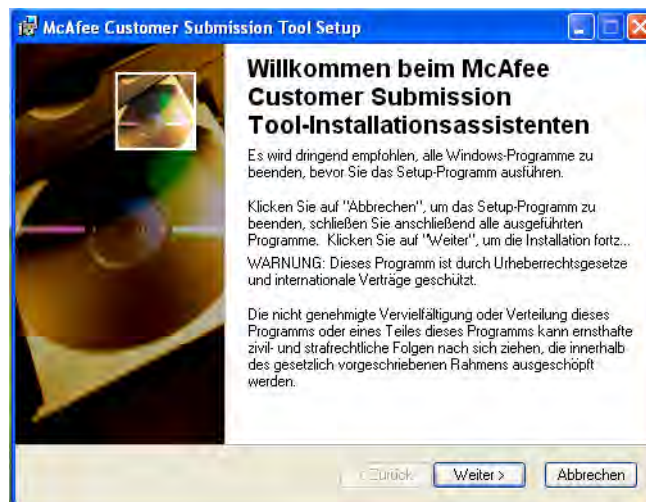 McAfee Customer Submission Tool Setup
Willkommen beim McAfee
Customer Submission
Tool-Installationsassistenten
Es wird dringend empfohlen, alle Windows-Programme zu
beenden, bevor Sie das Setup-Programm ausführen.
Klicken Sie auf "Abbrechen", um das Setup-Programm zu
beenden, schließen Sie anschließend alle ausgeführten
Programme. Klicken Sie auf "Weiter", um die Installation fortz...
WARNUNG: Dieses Programm ist durch Urheberrechtsgesetze
und internationale Verträge geschützt.
Die nicht genehmigte Vervielfältigung oder Verteilung dieses
Programms oder eines Teiles dieses Programms kann ernsthafte
zivil- und strafrechtliche Folgen nach sich ziehen, die innerhalb
des gesetzlich vorgeschriebenen Rahmens ausgeschöpft
werden.
< Zurück Weiter > Abbrechen